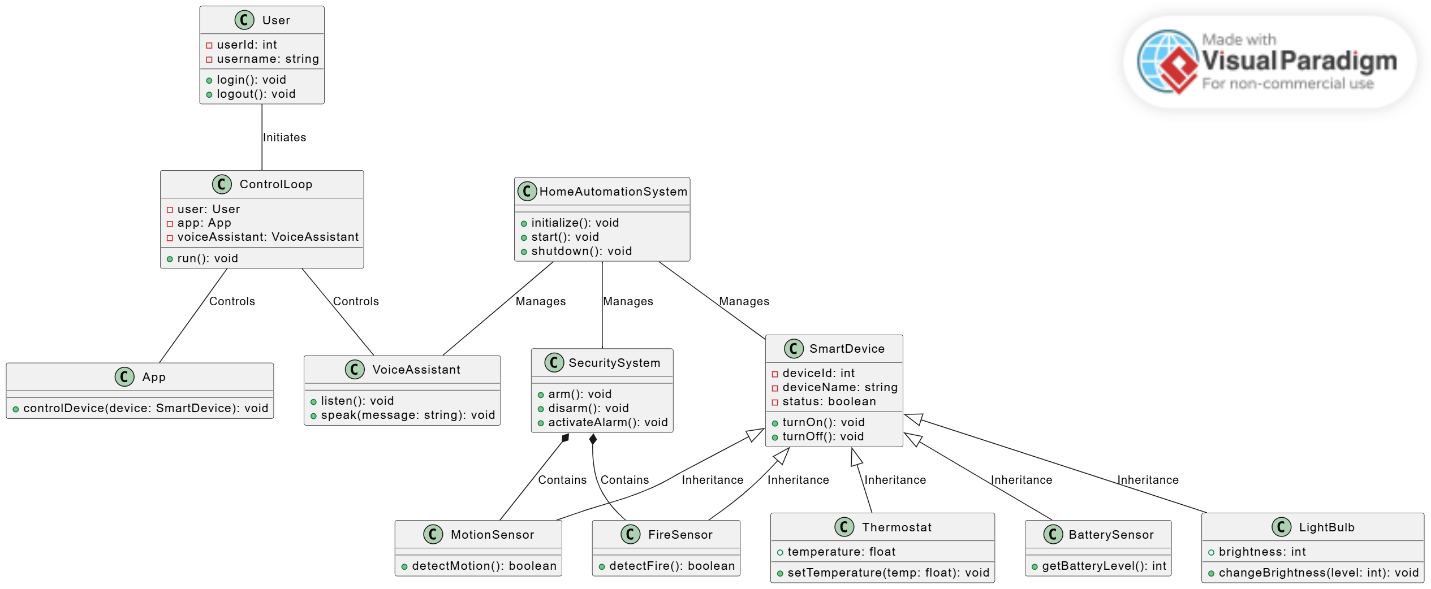 C User
userId: int
username: string
login(): void
logout(): void
Made with
Visual Paradigm
For non-commercial use
Initiates
C ControlLoop
user: User
app: App
voiceAssistant: VoiceAssistant
run(): void
C HomeAutomationSystem
initialize(): void
start(): void
shutdown(): void
Controls
Controls
Manages
Manages
Manages
C App
controlDevice(device: SmartDevice): void
C VoiceAssistant
listen(): void
speak(message: string): void
C SecuritySystem
arm(): void
disarm(): void
activateAlarm(): void
C SmartDevice
deviceId: int
deviceName: string
status: boolean
turnOn(): void
turnOff(): void
Contains
Contains
Inheritance
Inheritance
Inheritance
Inheritance
Inheritance
C MotionSensor
detectMotion(): boolean
C FireSensor
detectFire(): boolean
C Thermostat
temperature: float
setTemperature(temp: float): void
C BatterySensor
getBatteryLevel(): int
C LightBulb
brightness: int
changeBrightness(level: int): void